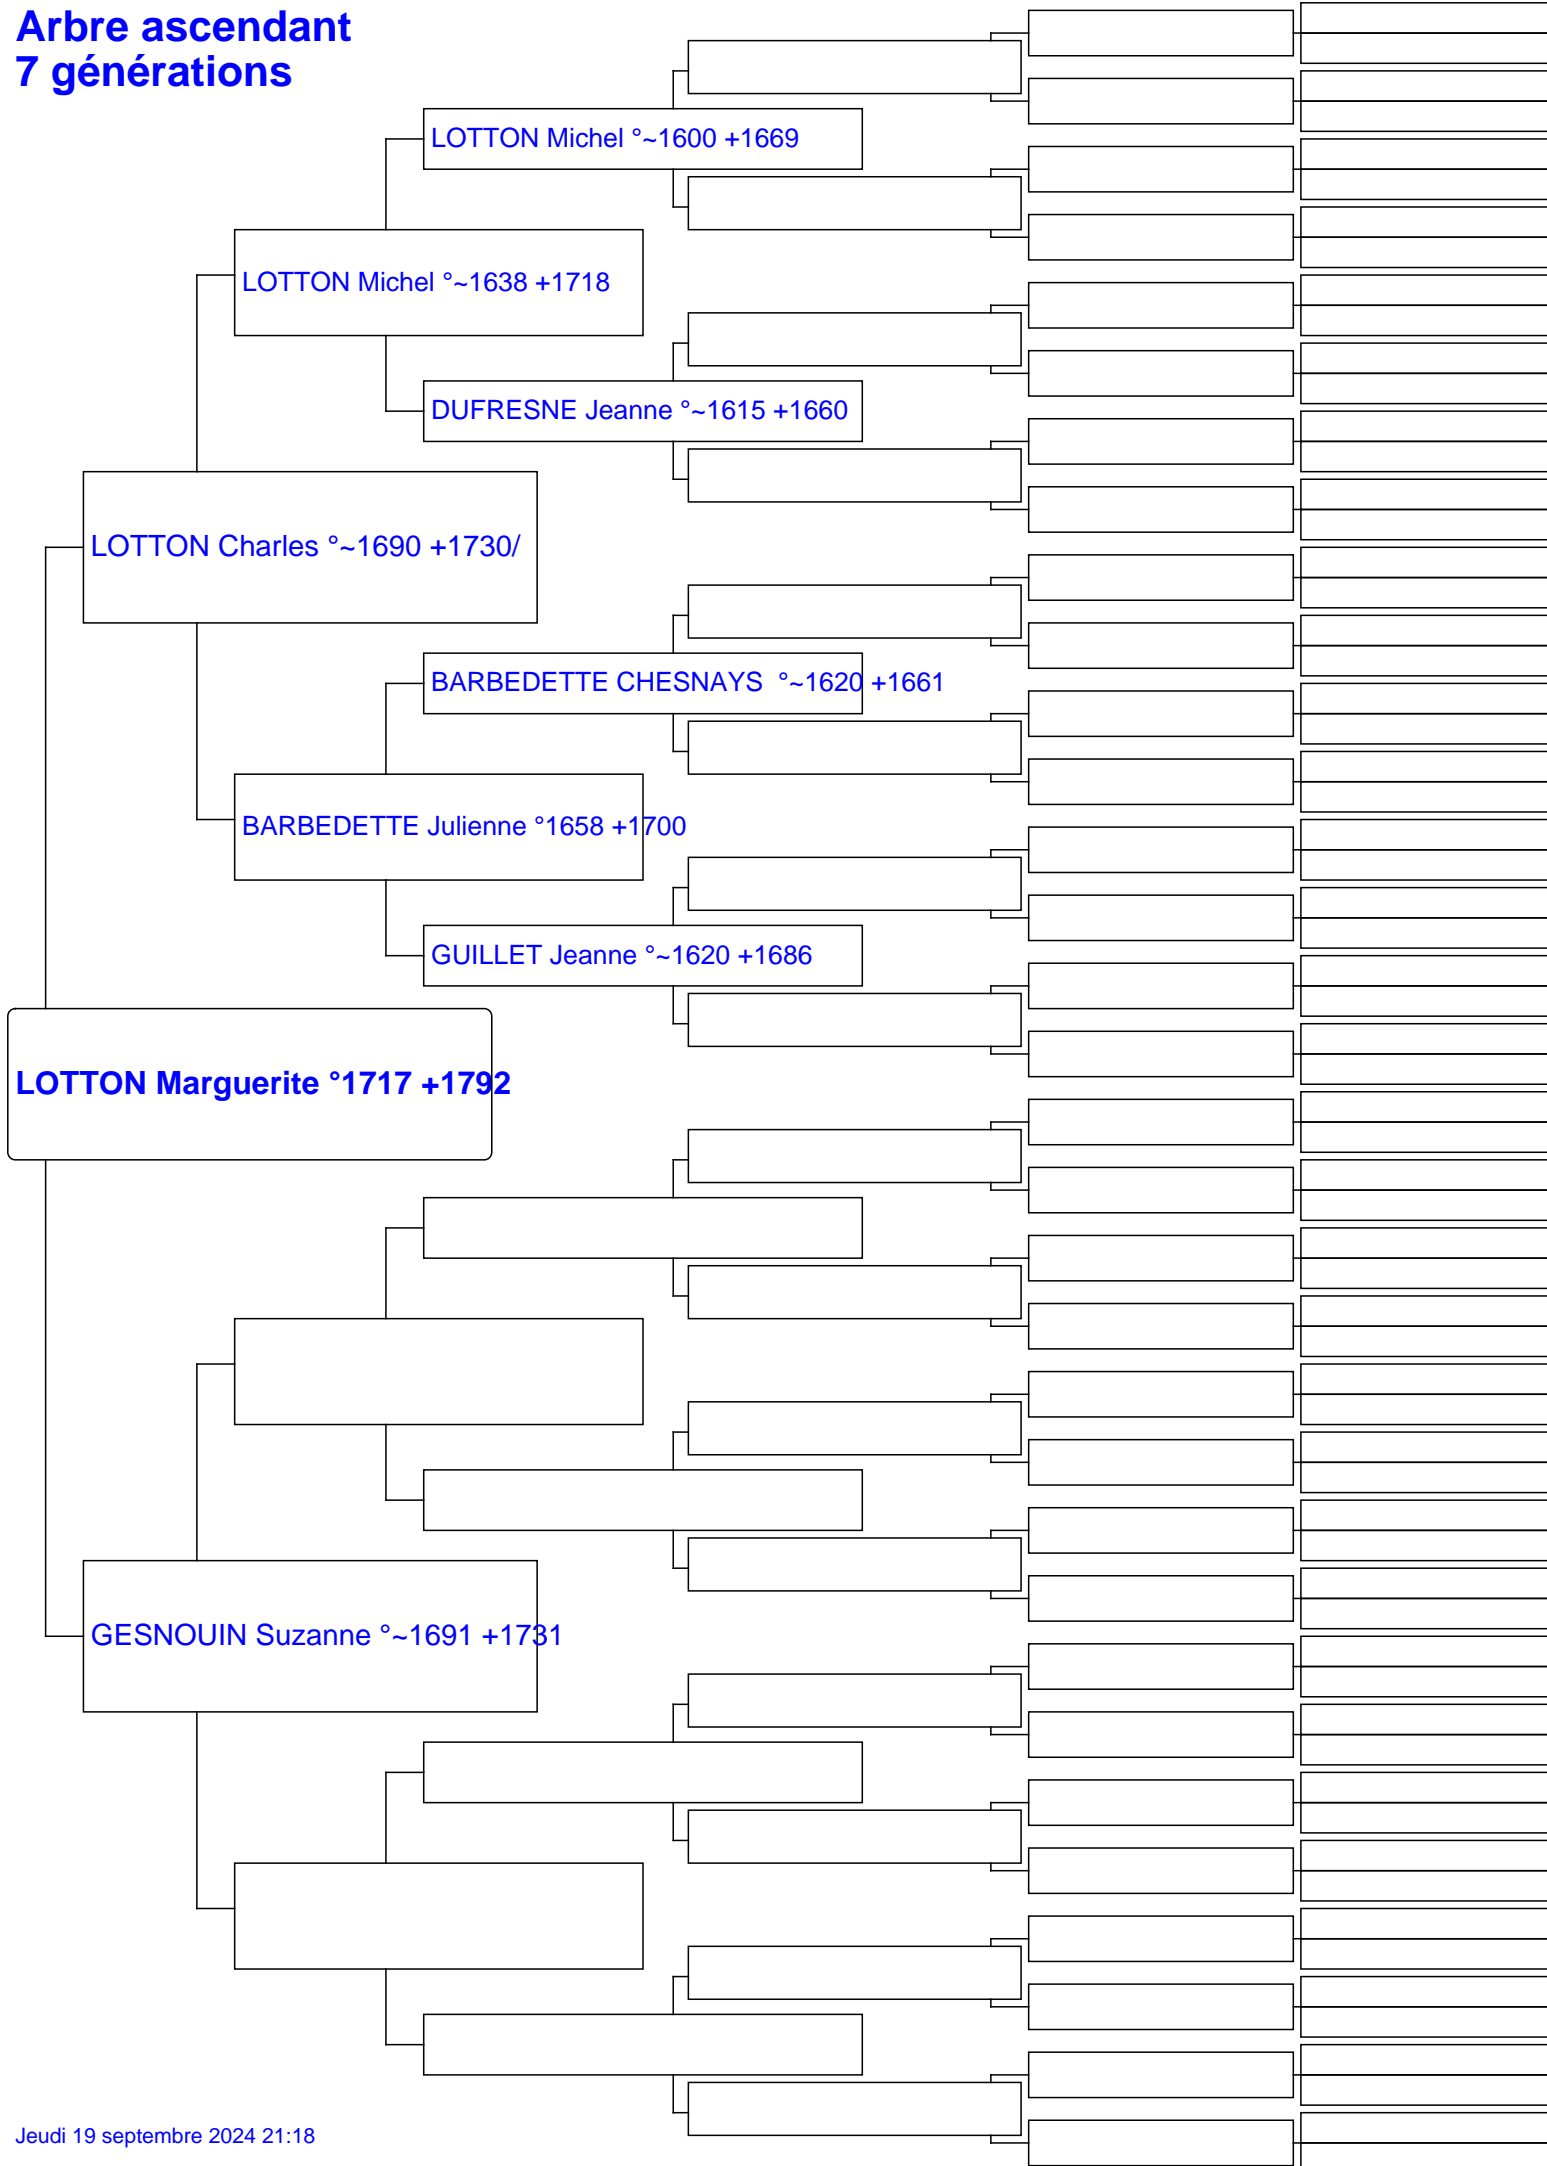 Arbre ascendant
7 générations
LOTTON Michel °~1600 +1669
LOTTON Michel °~1638 +1718
DUFRESNE Jeanne °~1615 +1660
LOTTON Charles °~1690 +1730/
BARBEDETTE CHESNAYS  °~1620 +1661
BARBEDETTE Julienne °1658 +1700
GUILLET Jeanne °~1620 +1686
LOTTON Marguerite °1717 +1792
GESNOUIN Suzanne °~1691 +1731
Jeudi 19 septembre 2024 21:18